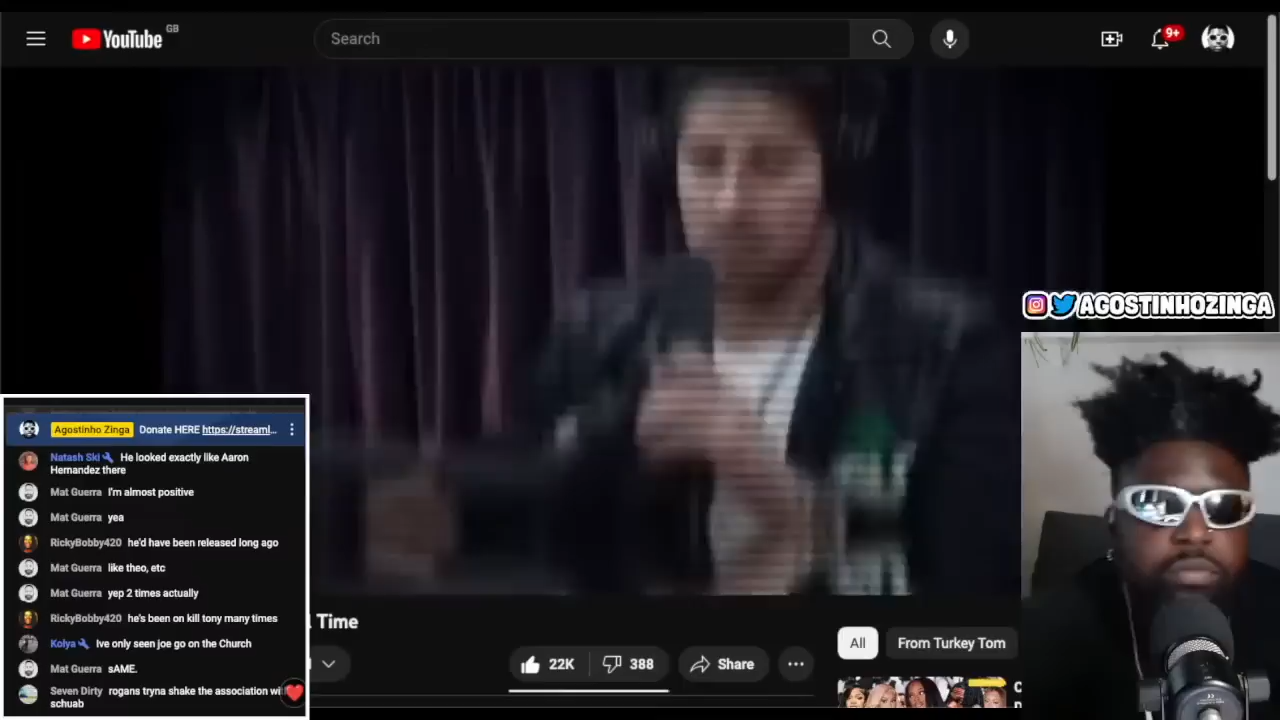 YouTube GB
Search
9+
AGOSTINHOZINGA
Agostinho Zinga Donate HERE https://streaml...
Natash Ski He looked exactly like Aaron
Hernandez there
Mat Guerra I'm almost positive
Mat Guerra yea
RickyBobby420 he'd have been released long ago
Mat Guerra like theo, etc
Mat Guerra yep 2 times actually
RickyBobby420 he's been on kill tony many times
Kolya Ive only seen joe go on the Church
Mat Guerra sAME.
Seven Dirty rogans tryna shake the association
schuab
Time
22K
388
Share
All
From Turkey Tom